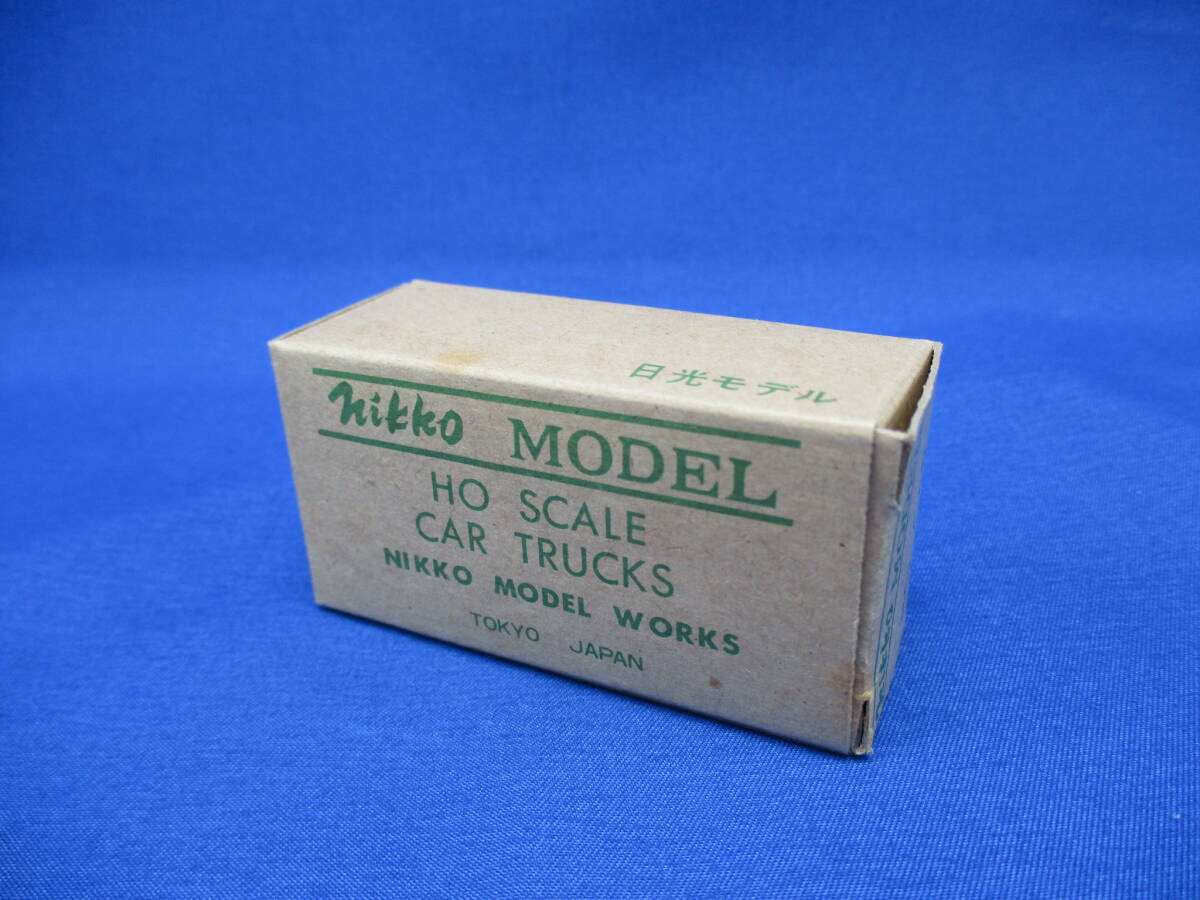 日光モデル
nikko MODEL
HO SCALE
CAR TRUCKS
NIKKO MODEL WORKS
TOKYO JAPAN